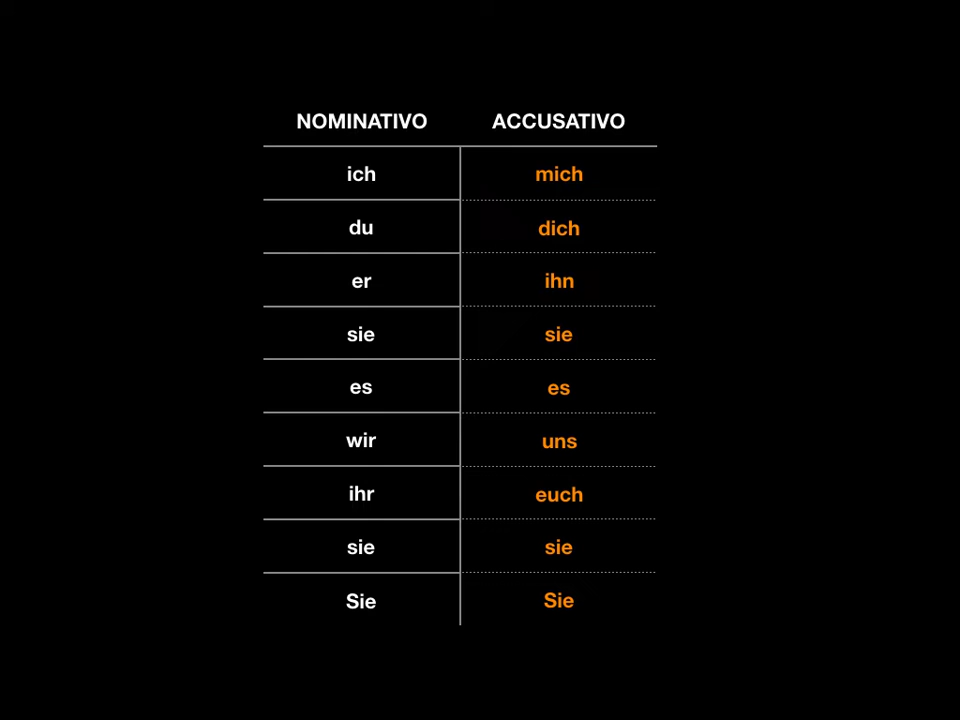 NOMINATIVO ACCUSATIVO
ich mich
du dich
er ihn
sie sie
es es
wir uns
ihr euch
sie sie
Sie Sie